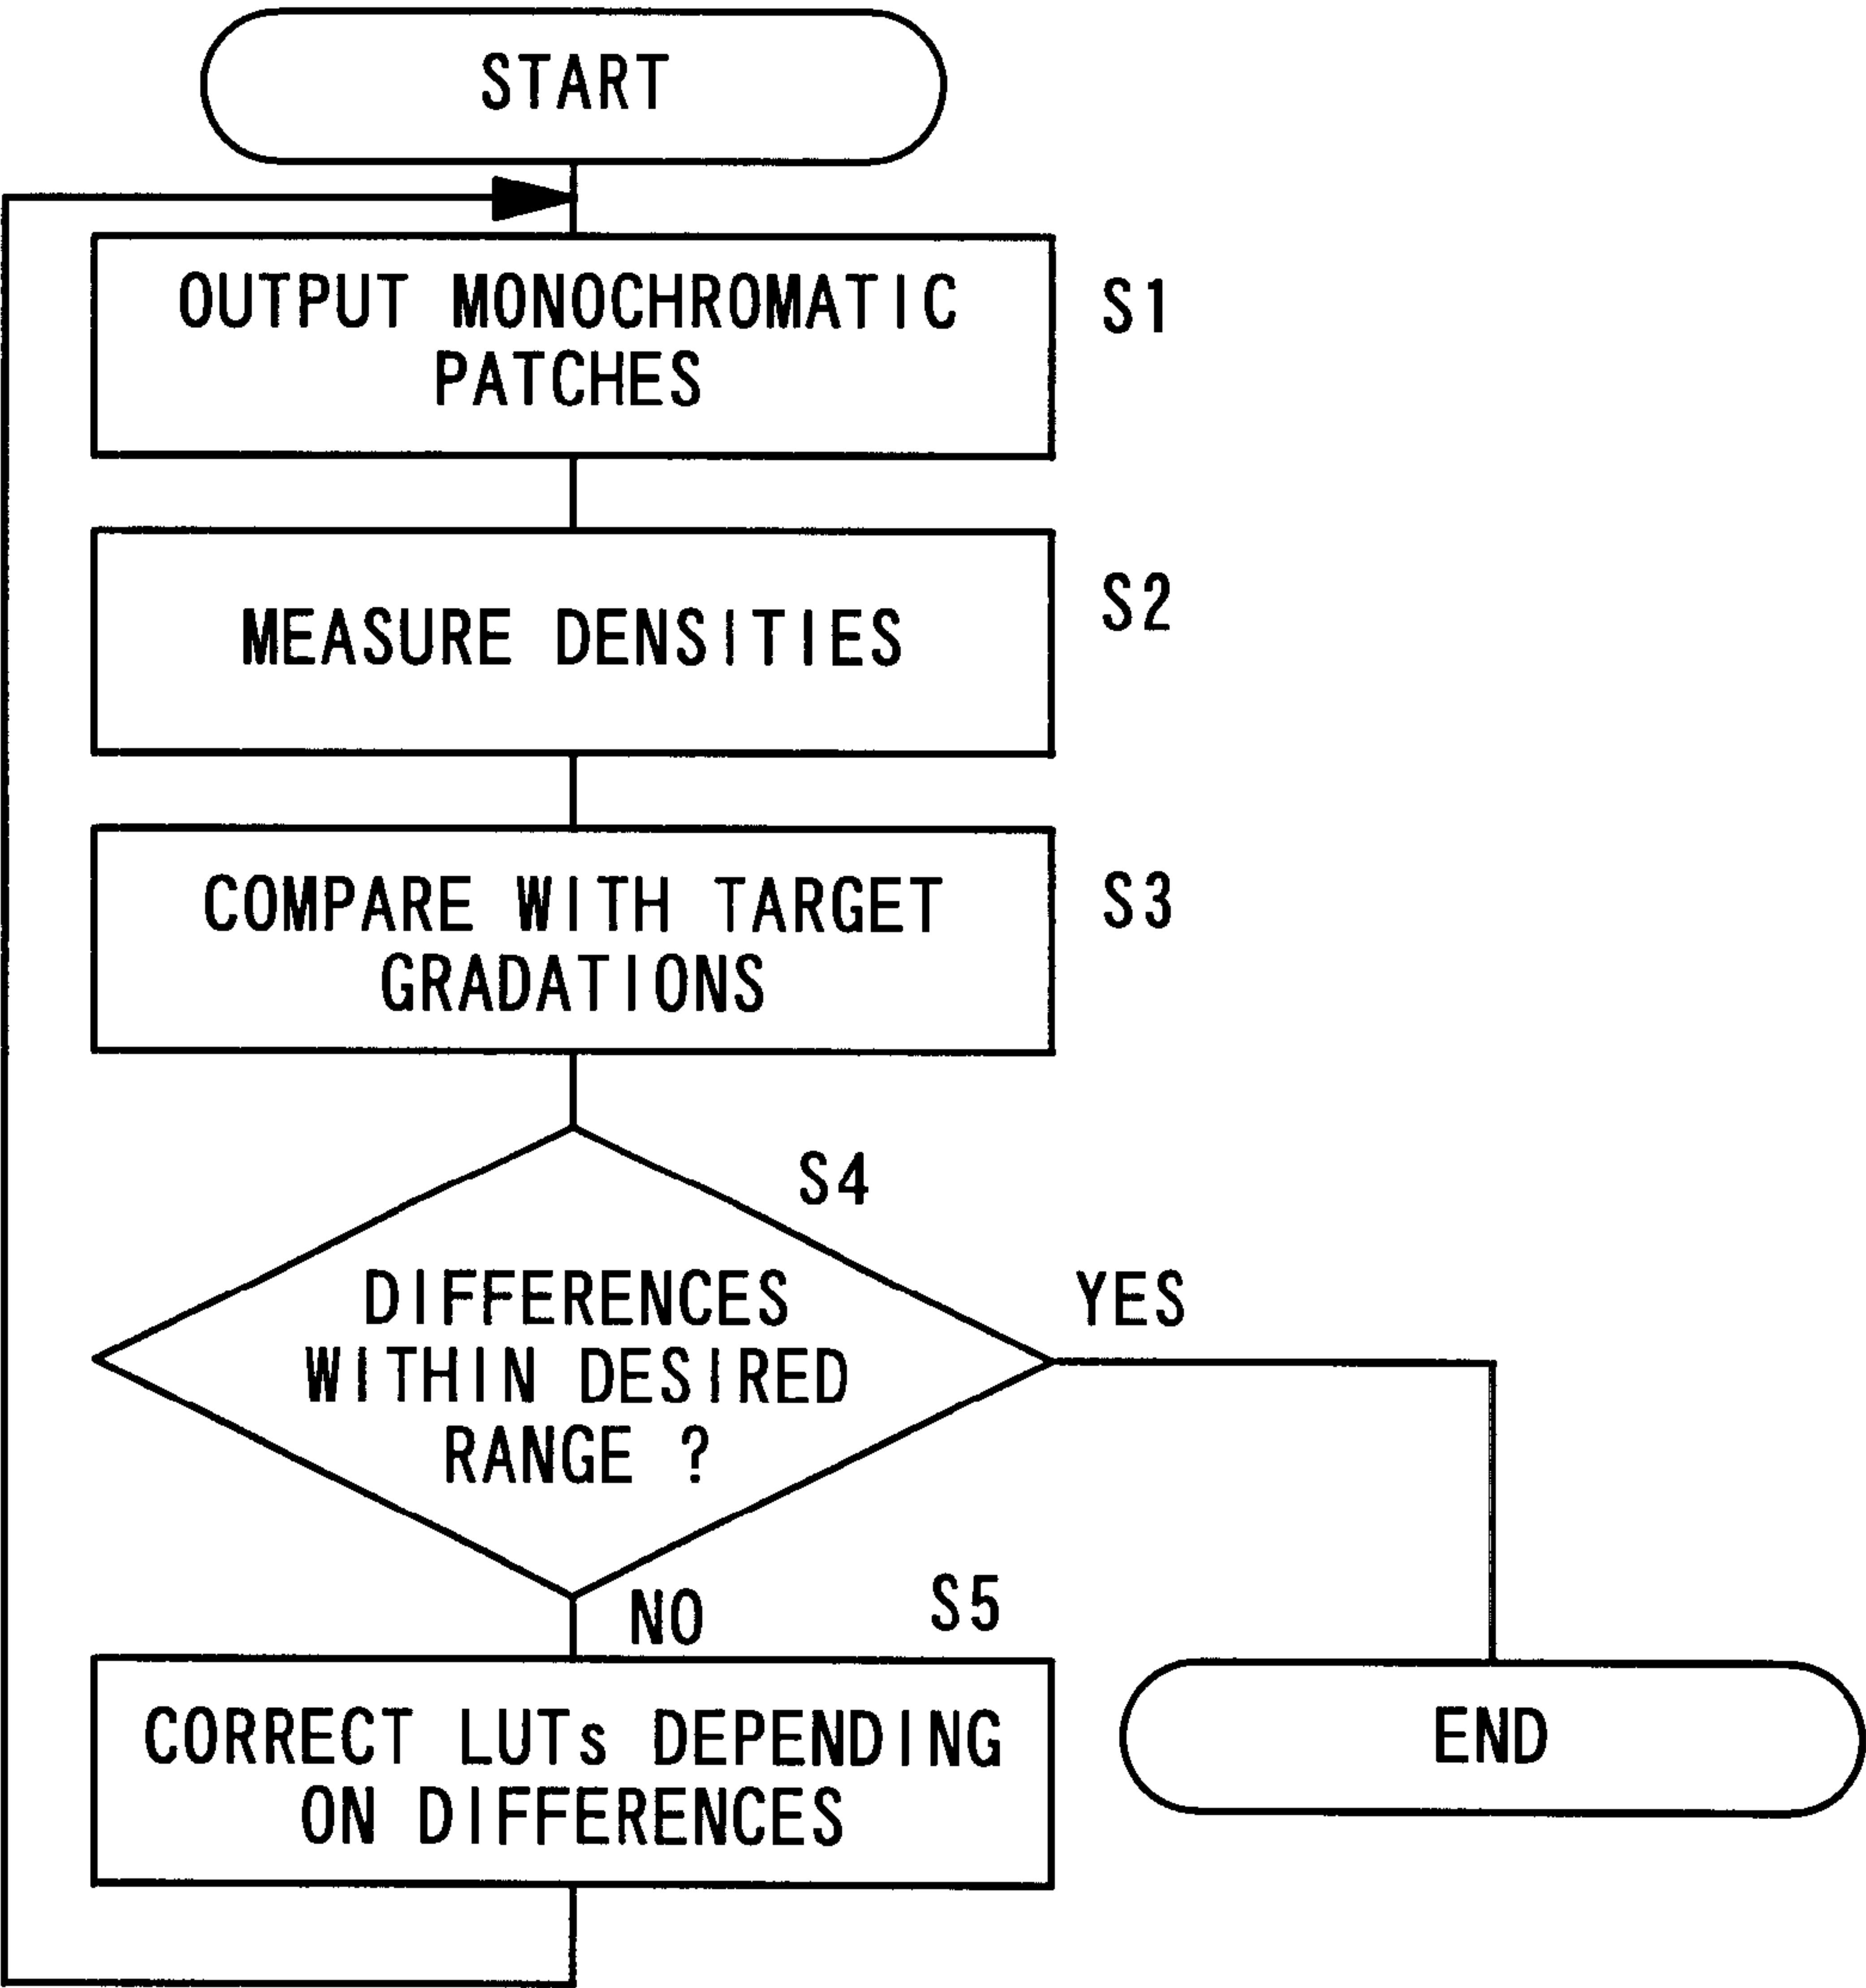 START
OUTPUT MONOCHROMATIC
PATCHES
S1
MEASURE DENSITIES
S2
COMPARE WITH TARGET
GRADATIONS
S3
S4
DIFFERENCES
WITHIN DESIRED
RANGE ?
YES
NO
S5
CORRECT LUTs DEPENDING
ON DIFFERENCES
END